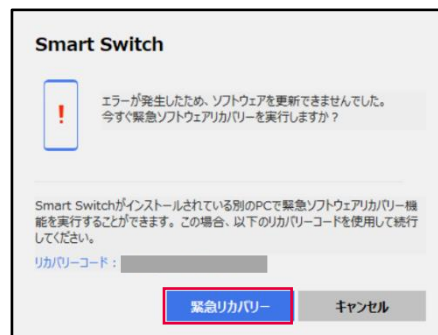 Smart Switch
!
エラーが発生したため、ソフトウェアを更新できませんでした。
今すぐ緊急ソフトウェアリカバリーを実行しますか？
Smart Switchがインストールされている別のPCで緊急ソフトウェアリカバリー機
能を実行することができます。この場合、以下のリカバリーコードを使用して続行
してください。
リカバリーコード：
緊急リカバリー
キャンセル